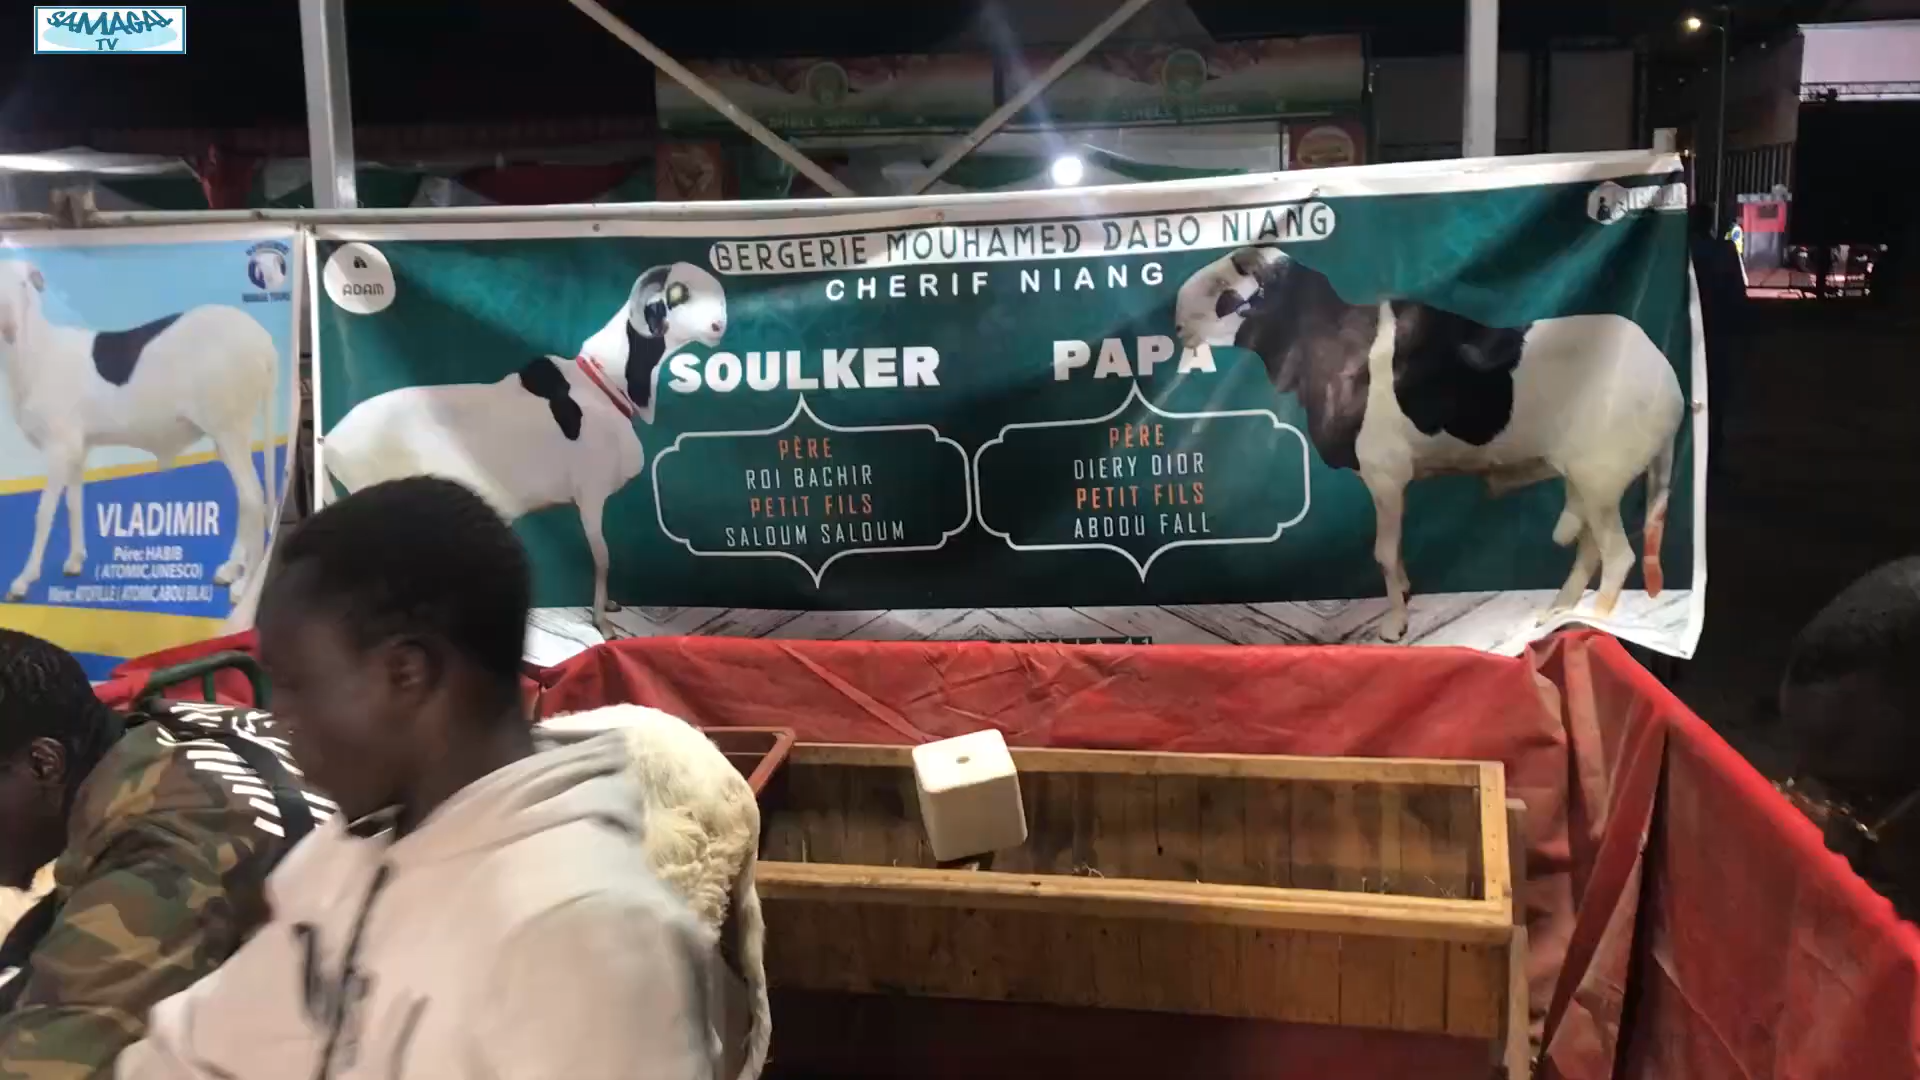 SAMAGAL
TV
BERGERIE MOUHAMED DABO NIANG
CHERIF NIANG
ADAM
SOULKER
PÈRE
ROI BACHIR
PETIT FILS
SALOUM SALOUM
PAPA
PÈRE
DIERY DIOR
PETIT FILS
ABDOU FALL
VLADIMIR
Père: HABIB
( ATOMIC,UNESCO)